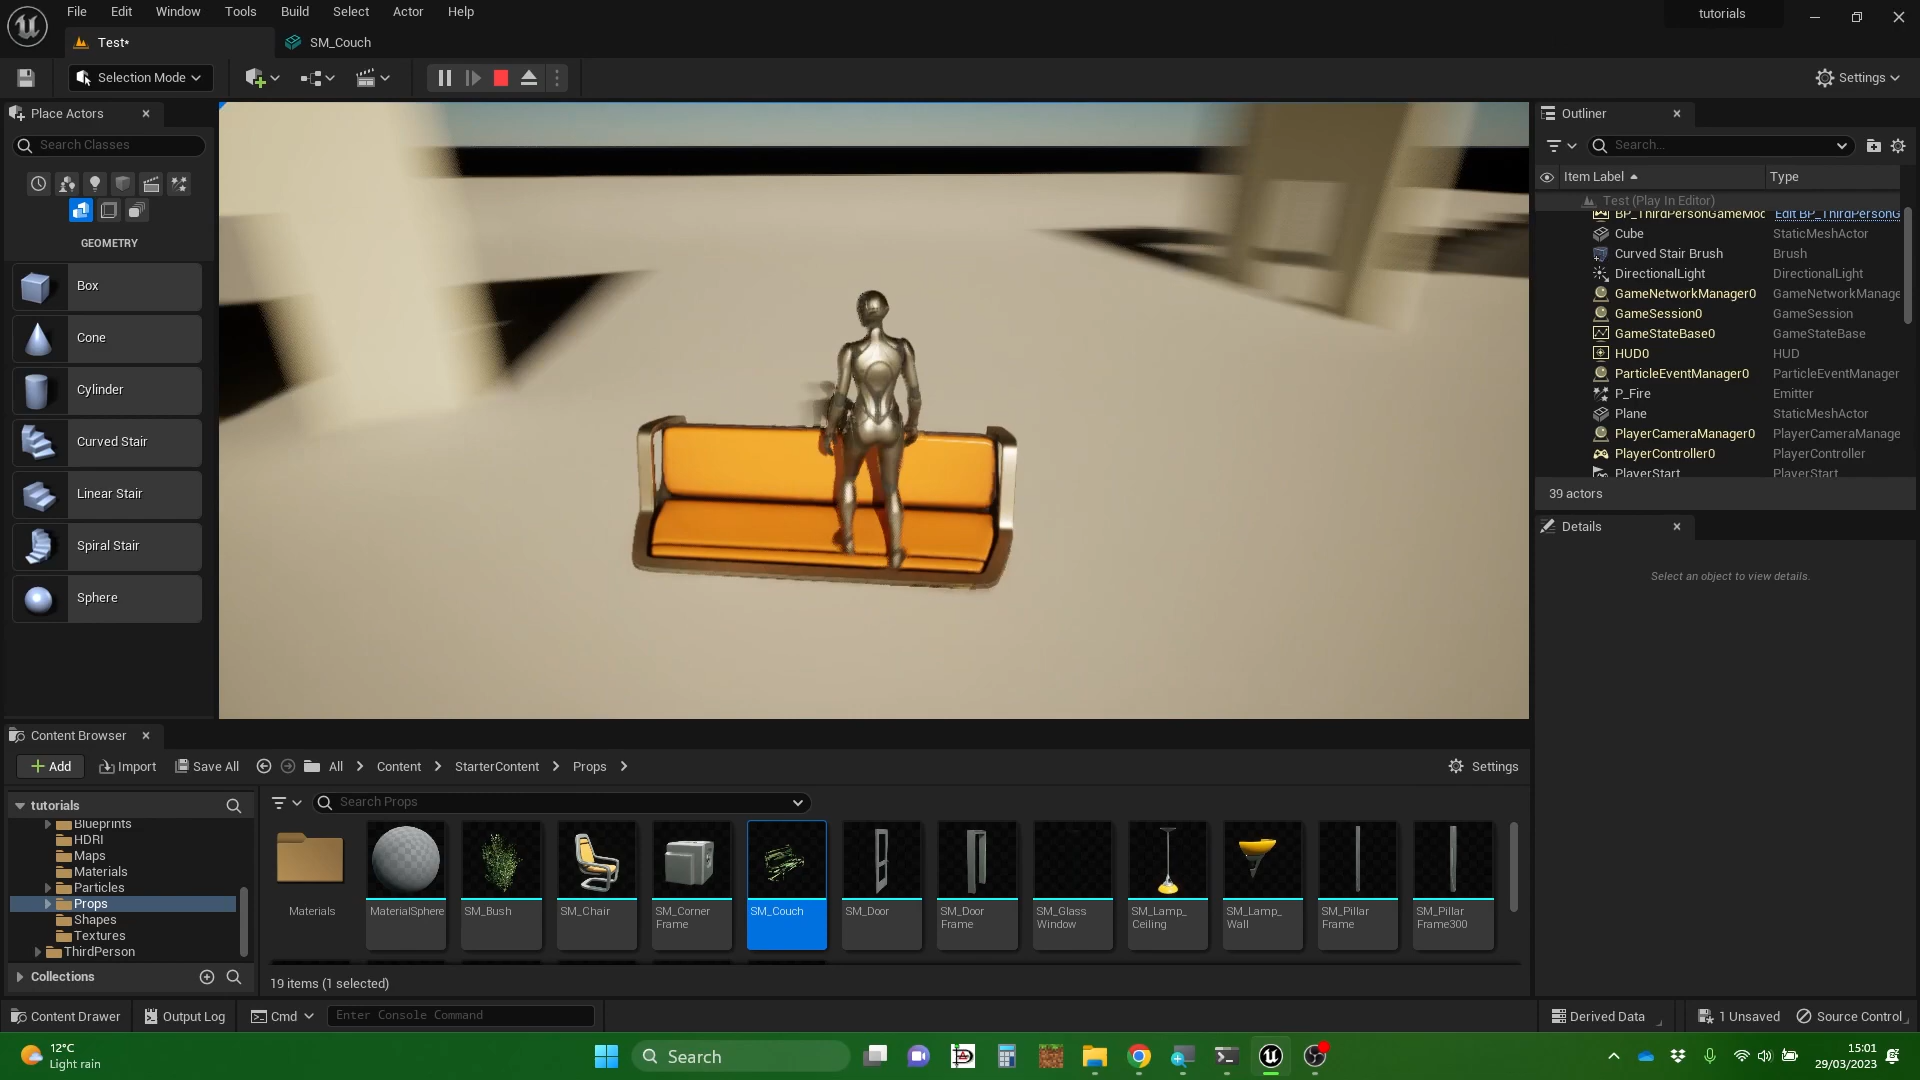 File Edit Window Tools Build Select Actor Help
tutorials
Test*
SM_Couch
Selection Mode
Settings
Place Actors
Search Classes
GEOMETRY
Box
Cone
Cylinder
Curved Stair
Linear Stair
Spiral Stair
Sphere
Outliner
Search...
Item Label Type
Test (Play In Editor)
BP_ThirdPersonGameMoc Edit BP_ThirdPersonG
Cube StaticMeshActor
Curved Stair Brush Brush
DirectionalLight DirectionalLight
GameNetworkManager0 GameNetworkManage
GameSession0 GameSession
GameStateBase0 GameStateBase
HUD0 HUD
ParticleEventManager0 ParticleEventManager
P_Fire Emitter
Plane StaticMeshActor
PlayerCameraManager0 PlayerCameraManage
PlayerController0 PlayerController
PlayerStart PlayerStart
39 actors
Details
Select an object to view details.
Content Browser
Add Import Save All All Content StarterContent Props Settings
tutorials
Blueprints
HDRI
Maps
Materials
Particles
Props
Shapes
Textures
ThirdPerson
Collections
Search Props
Materials
MaterialSphere
SM_Bush
SM_Chair
SM_Corner
Frame
SM_Couch
SM_Door
SM_Door
Frame
SM_Glass
Window
SM_Lamp_
Ceiling
SM_Lamp_
Wall
SM_Pillar
Frame
SM_Pillar
Frame300
19 items (1 selected)
Content Drawer Output Log Cmd Enter Console Command Derived Data 1 Unsaved Source Control
12°C
Light rain
Search
15:01
29/03/2023